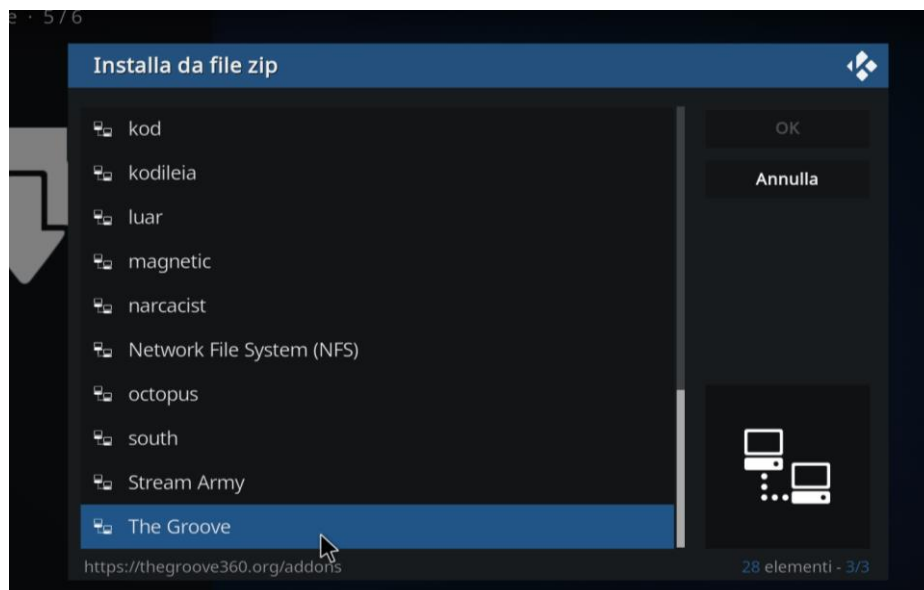 e · 5/6
Installa da file zip
kod
OK
kodileia
Annulla
luar
magnetic
narcacist
Network File System (NFS)
octopus
south
Stream Army
The Groove
https://thegroove360.org/addons
28 elementi - 3/3